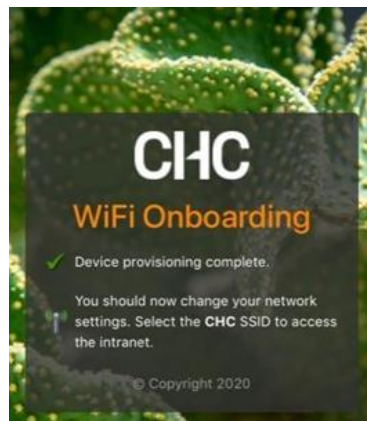 CHC
WiFi Onboarding
Device provisioning complete.
You should now change your network
settings. Select the CHC SSID to access
the intranet.
© Copyright 2020